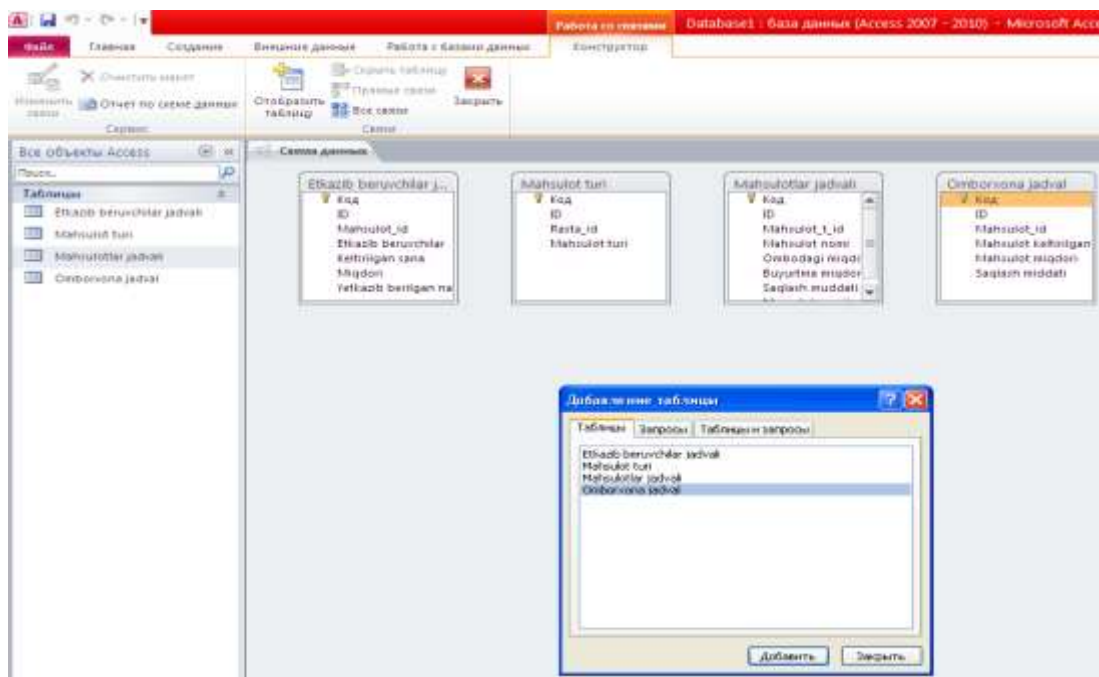 Работа со связями Database1 : база данных (Access 2007 - 2010) - Microsoft Acce
Файл Главная Создание Внешние данные Работа с базами данных Конструктор
Изменить связи
Очистить макет
Отчет по схеме данных
Сервис
Отобразить таблицу
Скрыть таблицу
Прямые связи
Все связи
Закрыть
Связи
Все объекты Access
Поиск...
Таблицы
Etkazib beruvchilar jadvali
Mahsulot turi
Mahsulotlar jadvali
Omborxona jadval
Схема данных
Etkazib beruvchilar j...
Код
ID
Mahsulot_id
Etkazib beruvchilar
Keltirilgan sana
Miqdori
Yetkazib berilgan na
Mahsulot turi
Код
ID
Rasta_id
Mahsulot turi
Mahsulotlar jadvali
Код
ID
Mahsulot_t_id
Mahsulot nomi
Ombodagi miqdo
Buyurtma miqdor
Saqlash muddati
Omborxona jadval
Код
ID
Mahsulot_id
Mahsulot keltirilgan
Mahsulot miqdori
Saqlash middati
Добавление таблицы
Таблицы Запросы Таблицы и запросы
Etkazib beruvchilar jadvali
Mahsulot turi
Mahsulotlar jadvali
Omborxona jadval
Добавить Закрыть